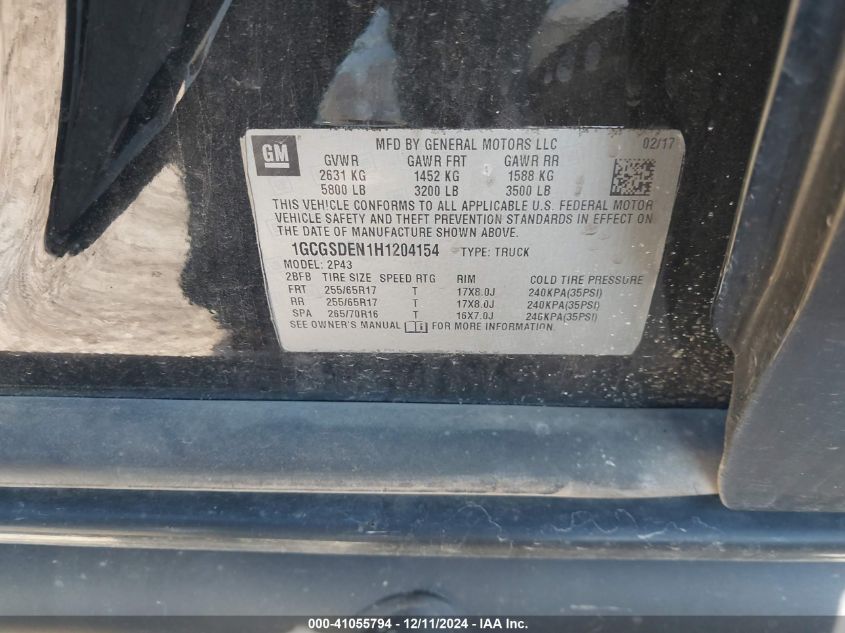 GM
MFD BY GENERAL MOTORS LLC 02/17
GVWR GAWR FRT GAWR RR
2631 KG 1452 KG 1588 KG
5800 LB 3200 LB 3500 LB
THIS VEHICLE CONFORMS TO ALL APPLICABLE U.S. FEDERAL MOTOR
VEHICLE SAFETY AND THEFT PREVENTION STANDARDS IN EFFECT ON
THE DATE OF MANUFACTURE SHOWN ABOVE.
1GCGSDEN1H1204154 TYPE: TRUCK
MODEL: 2P43
2BFB TIRE SIZE SPEED RTG RIM COLD TIRE PRESSURE
FRT 255/65R17 T 17X8.0J 240KPA(35PSI)
RR 255/65R17 T 17X8.0J 240KPA(35PSI)
SPA 265/70R16 T 16X7.0J 240KPA(35PSI)
SEE OWNER'S MANUAL FOR MORE INFORMATION.
000-41055794 - 12/11/2024 - IAA Inc.